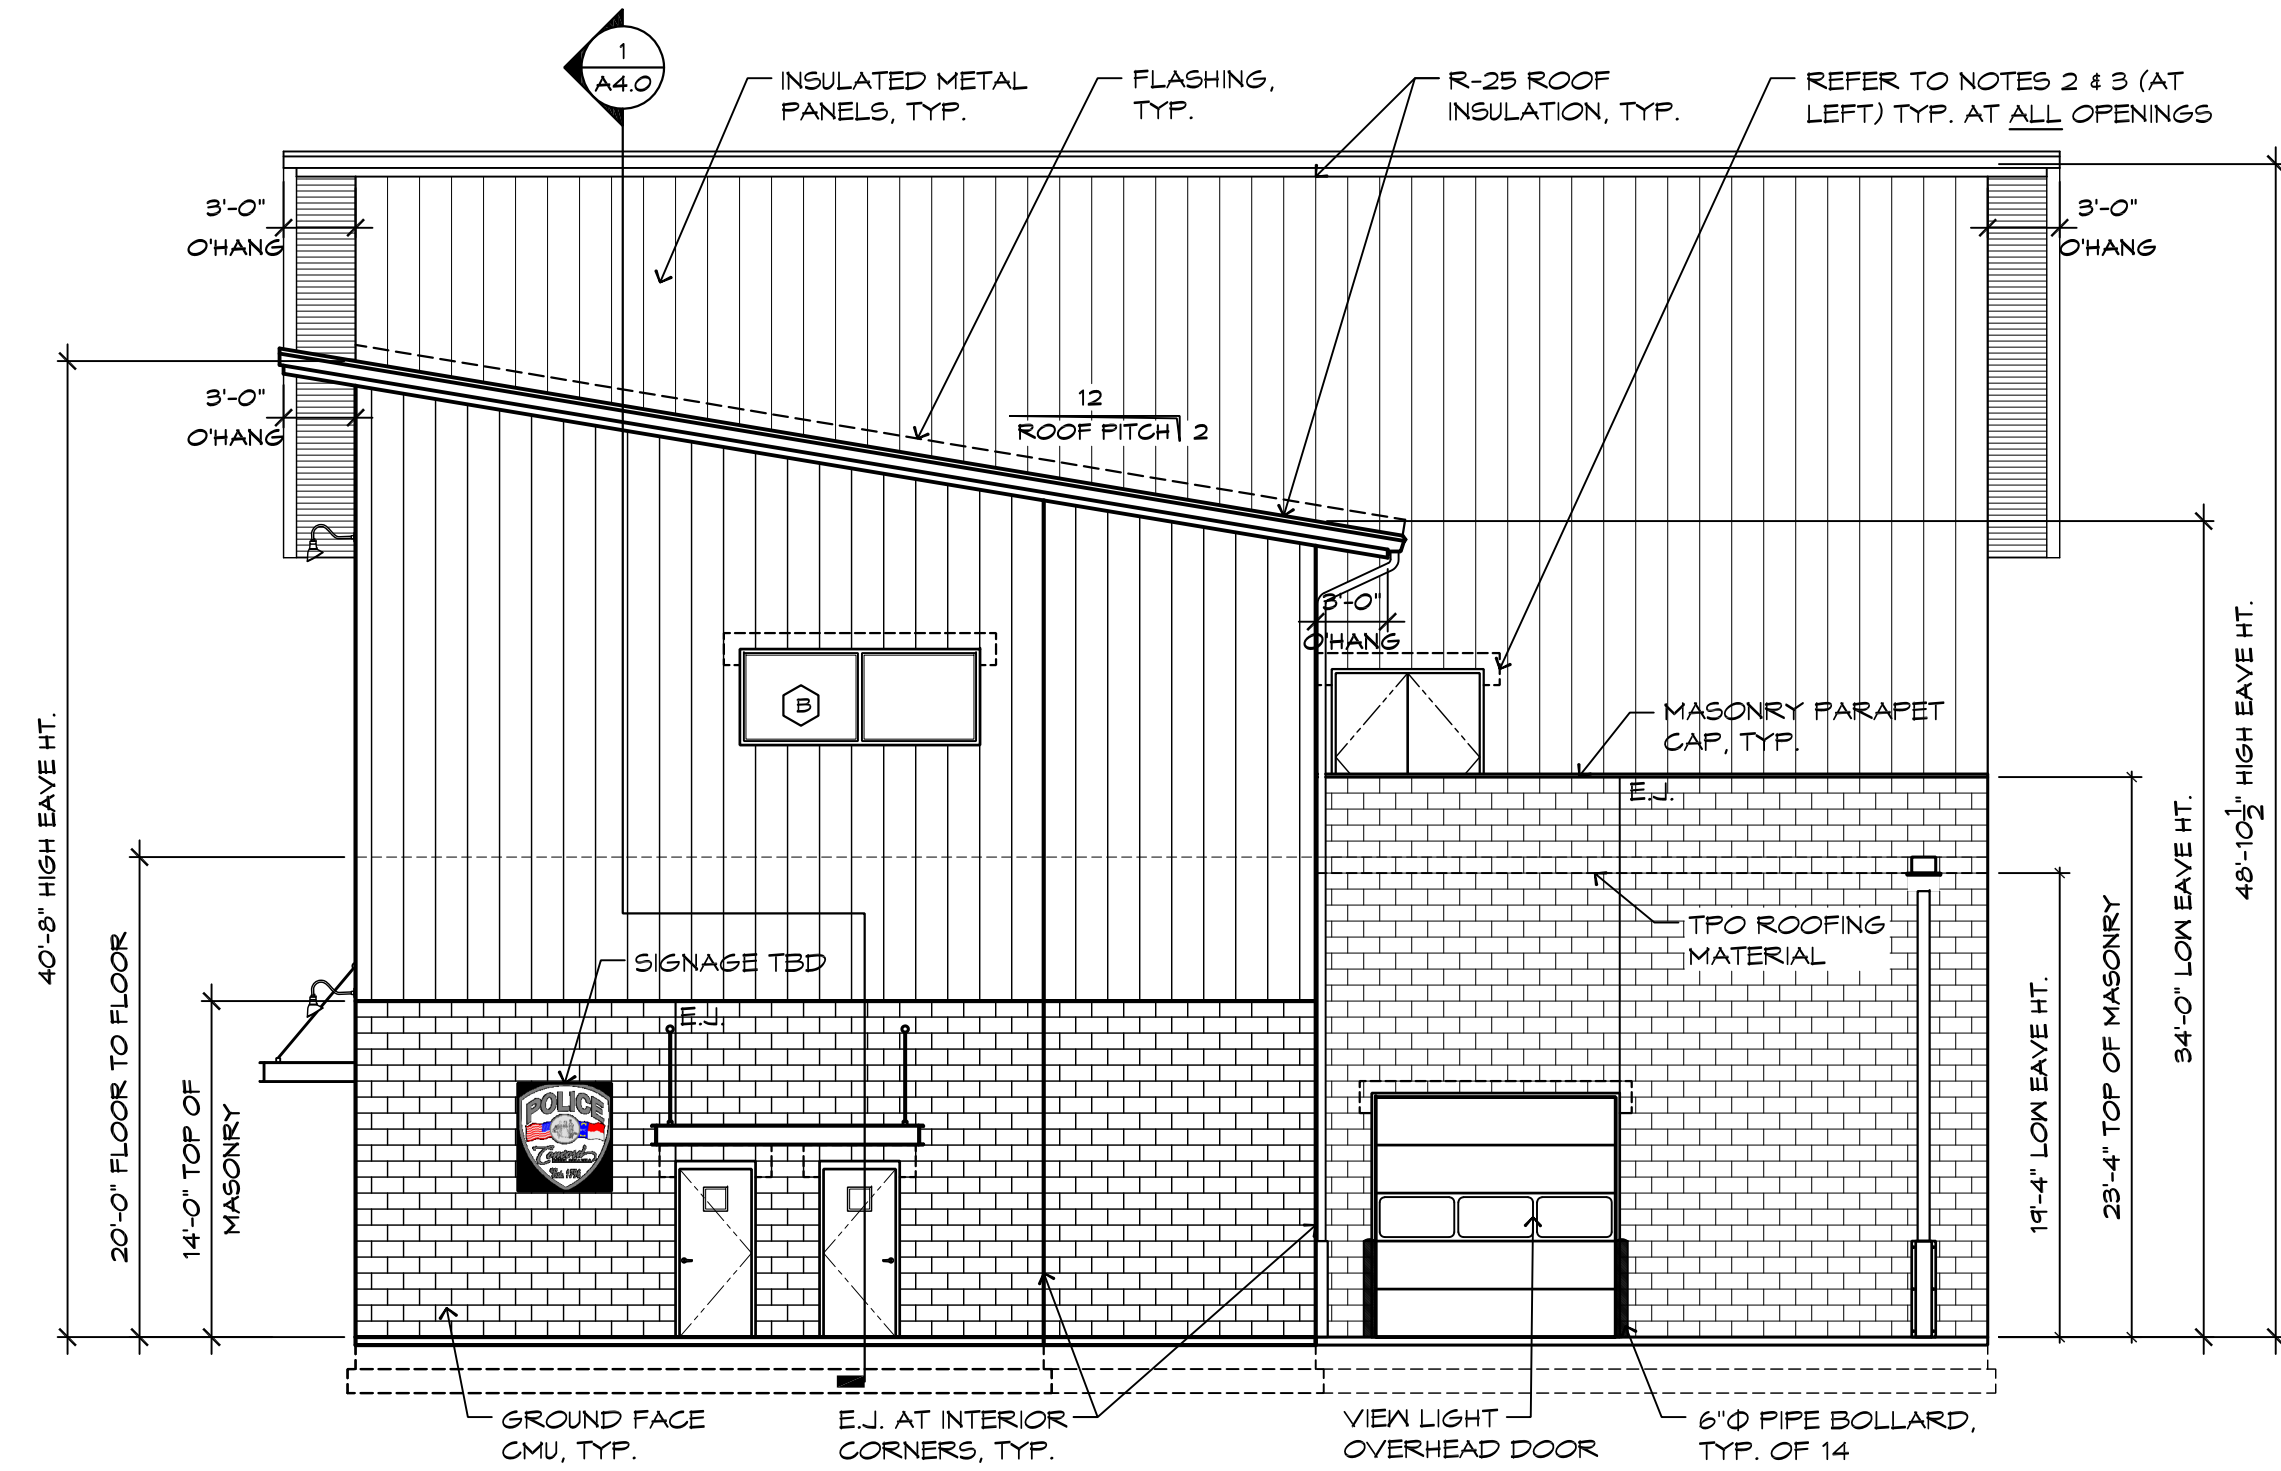 1
A4.0
INSULATED METAL
PANELS, TYP.
FLASHING,
TYP.
R-25 ROOF
INSULATION, TYP.
REFER TO NOTES 2 & 3 (AT
LEFT) TYP. AT ALL OPENINGS
3'-0"
O'HANG
3'-0"
O'HANG
3'-0"
O'HANG
12
ROOF PITCH 2
3'-0"
O'HANG
B
MASONRY PARAPET
CAP, TYP.
E.J.
TPO ROOFING
MATERIAL
SIGNAGE TBD
E.J.
POLICE
Concord
40'-8" HIGH EAVE HT.
20'-0" FLOOR TO FLOOR
14'-0" TOP OF
MASONRY
19'-4" LOW EAVE HT.
23'-4" TOP OF MASONRY
34'-0" LOW EAVE HT.
48'-10 1/2" HIGH EAVE HT.
GROUND FACE
CMU, TYP.
E.J. AT INTERIOR
CORNERS, TYP.
VIEW LIGHT
OVERHEAD DOOR
6"Φ PIPE BOLLARD,
TYP. OF 14